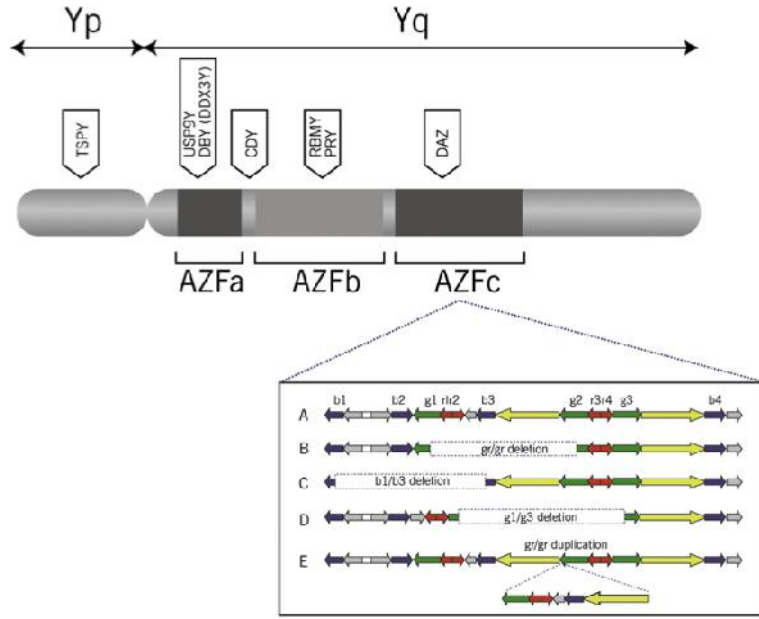 Yp Yq
TSPY
USP9Y
DBY (DDX3Y)
CDY
RBMY
PRY
DAZ
AZFa AZFb AZFc
b1 b2 g1 r1r2 b3 g2 r3r4 g3 b4
A
B gr/gr deletion
C b1/b3 deletion
D g1/g3 deletion
gr/gr duplication
E